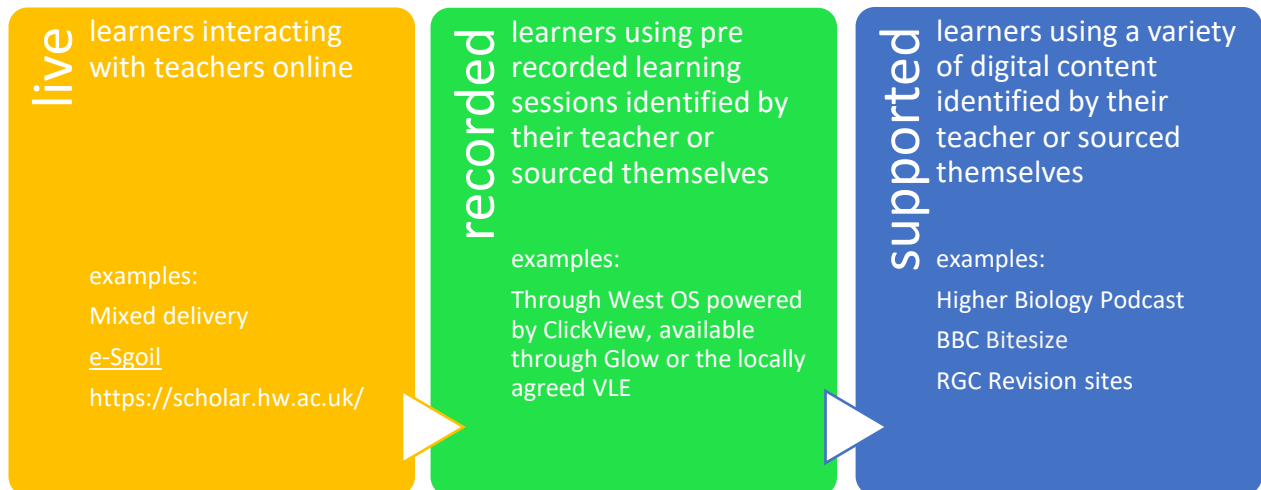 live
learners interacting
with teachers online
examples:
Mixed delivery
e-Sgoil
https://scholar.hw.ac.uk/
recorded
learners using pre
recorded learning
sessions identified by
their teacher or
sourced themselves
examples:
Through West OS powered
by ClickView, available
through Glow or the locally
agreed VLE
supported
learners using a variety
of digital content
identified by their
teacher or sourced
themselves
examples:
Higher Biology Podcast
BBC Bitesize
RGC Revision sites